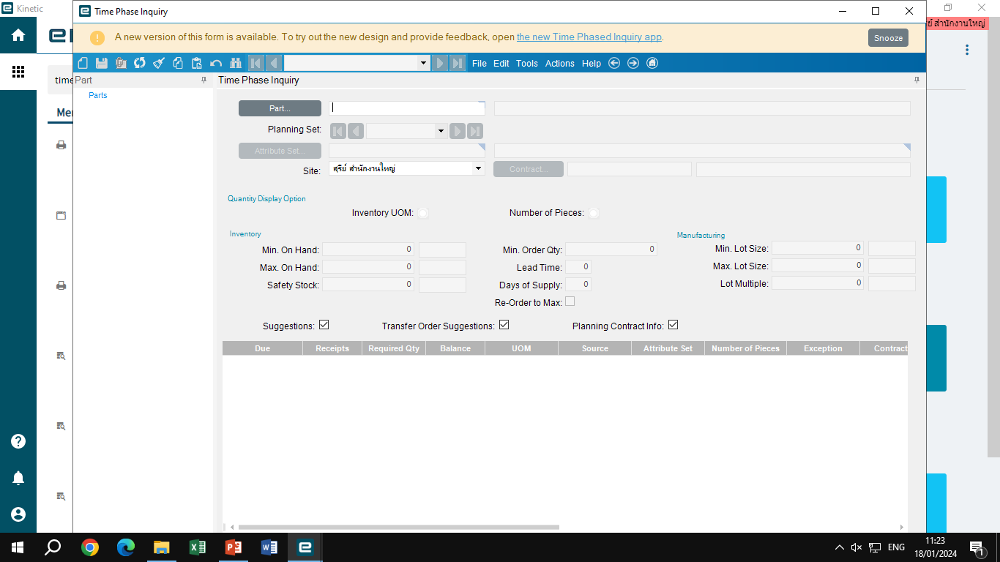 Kinetic
Time Phase Inquiry
A new version of this form is available. To try out the new design and provide feedback, open the new Time Phased Inquiry app.
Snooze
ย์ สำนักงานใหญ่
File Edit Tools Actions Help
time
Part
Time Phase Inquiry
Parts
Men
Part...
Planning Set:
Attribute Set...
Site: สุรีย์ สำนักงานใหญ่ Contract...
Quantity Display Option
Inventory UOM: Number of Pieces:
Inventory Manufacturing
Min. On Hand: 0 Min. Order Qty: 0 Min. Lot Size: 0
Max. On Hand: 0 Lead Time: 0 Max. Lot Size: 0
Safety Stock: 0 Days of Supply: 0 Lot Multiple: 0
Re-Order to Max:
Suggestions: Transfer Order Suggestions: Planning Contract Info:
Due Receipts Required Qty Balance UOM Source Attribute Set Number of Pieces Exception Contract
ENG
11:23
18/01/2024
1